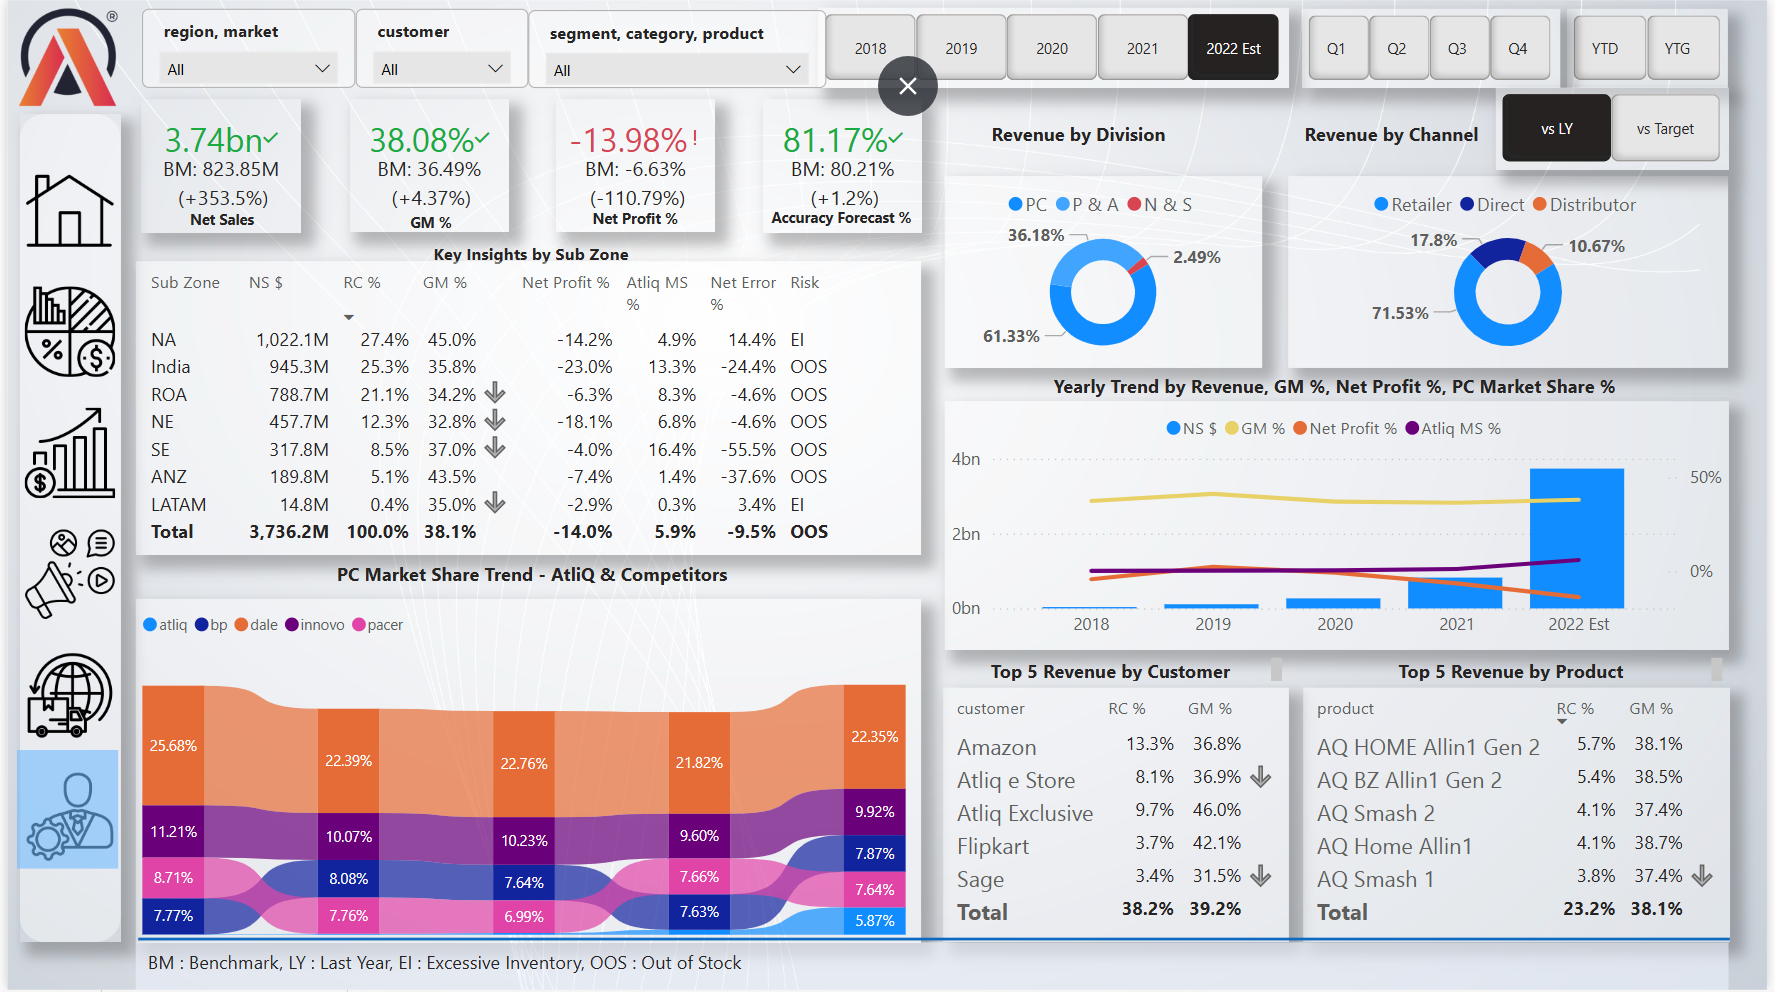 ®
region, market
All
customer
All
segment, category, product
All
2018 2019 2020 2021 2022 Est
Q1 Q2 Q3 Q4
YTD YTG
vs LY vs Target
3.74bn
BM: 823.85M
(+353.5%)
Net Sales
38.08%
BM: 36.49%
(+4.37%)
GM %
-13.98% !
BM: -6.63%
(-110.79%)
Net Profit %
81.17%
BM: 80.21%
(+1.2%)
Accuracy Forecast %
Key Insights by Sub Zone
Sub Zone NS $ RC % GM % Net Profit % Atliq MS % Net Error % Risk
NA 1,022.1M 27.4% 45.0% -14.2% 4.9% 14.4% EI
India 945.3M 25.3% 35.8% -23.0% 13.3% -24.4% OOS
ROA 788.7M 21.1% 34.2% -6.3% 8.3% -4.6% OOS
NE 457.7M 12.3% 32.8% -18.1% 6.8% -4.6% OOS
SE 317.8M 8.5% 37.0% -4.0% 16.4% -55.5% OOS
ANZ 189.8M 5.1% 43.5% -7.4% 1.4% -37.6% OOS
LATAM 14.8M 0.4% 35.0% -2.9% 0.3% 3.4% EI
Total 3,736.2M 100.0% 38.1% -14.0% 5.9% -9.5% OOS
Revenue by Division
PC P & A N & S
36.18%
2.49%
61.33%
Revenue by Channel
Retailer Direct Distributor
17.8%
10.67%
71.53%
Yearly Trend by Revenue, GM %, Net Profit %, PC Market Share %
NS $ GM % Net Profit % Atliq MS %
4bn
50%
2bn
0%
0bn
2018 2019 2020 2021 2022 Est
PC Market Share Trend - AtliQ & Competitors
atliq bp dale innovo pacer
25.68% 22.39% 22.76% 21.82% 22.35%
11.21% 10.07% 10.23% 9.60% 9.92%
8.71% 8.08% 7.64% 7.66% 7.87%
7.77% 7.76% 6.99% 7.63% 7.64%
5.87%
Top 5 Revenue by Customer
customer RC % GM %
Amazon 13.3% 36.8%
Atliq e Store 8.1% 36.9%
Atliq Exclusive 9.7% 46.0%
Flipkart 3.7% 42.1%
Sage 3.4% 31.5%
Total 38.2% 39.2%
Top 5 Revenue by Product
product RC % GM %
AQ HOME Allin1 Gen 2 5.7% 38.1%
AQ BZ Allin1 Gen 2 5.4% 38.5%
AQ Smash 2 4.1% 37.4%
AQ Home Allin1 4.1% 38.7%
AQ Smash 1 3.8% 37.4%
Total 23.2% 38.1%
BM : Benchmark, LY : Last Year, EI : Excessive Inventory, OOS : Out of Stock